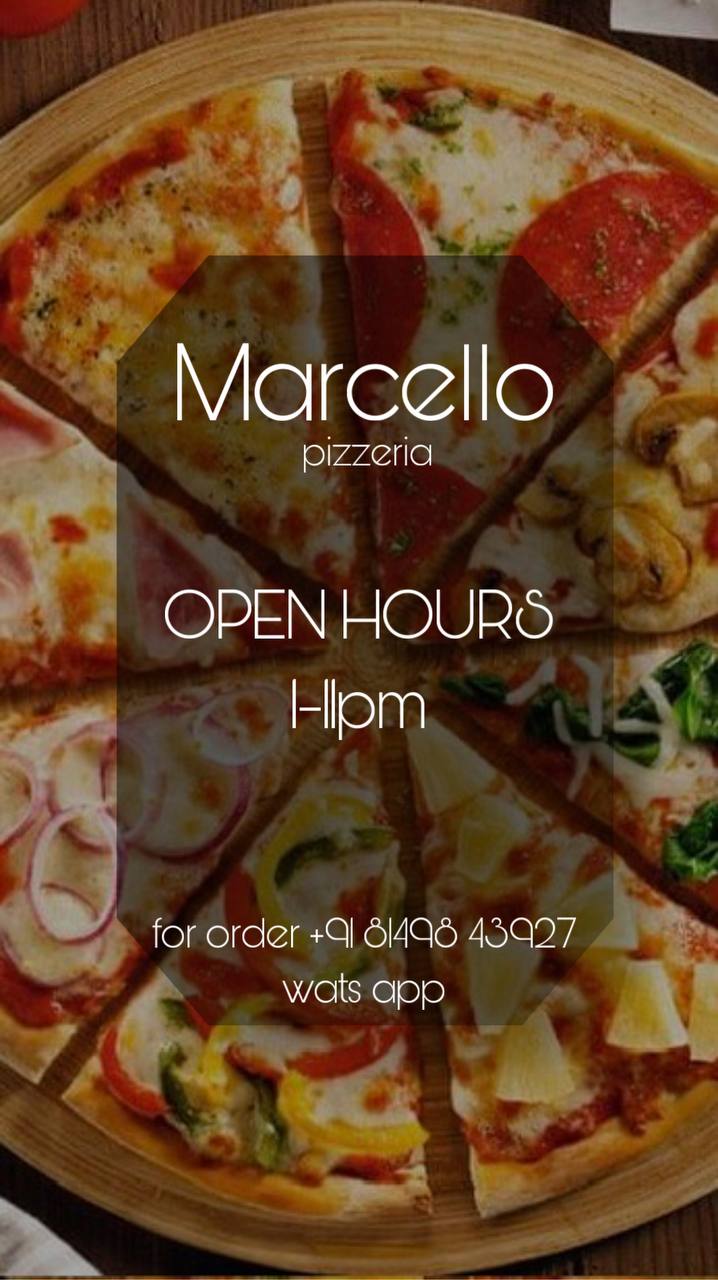 Marcello
pizzeria
OPEN HOURS
1-11pm
for order +91 81498 43927
wats app